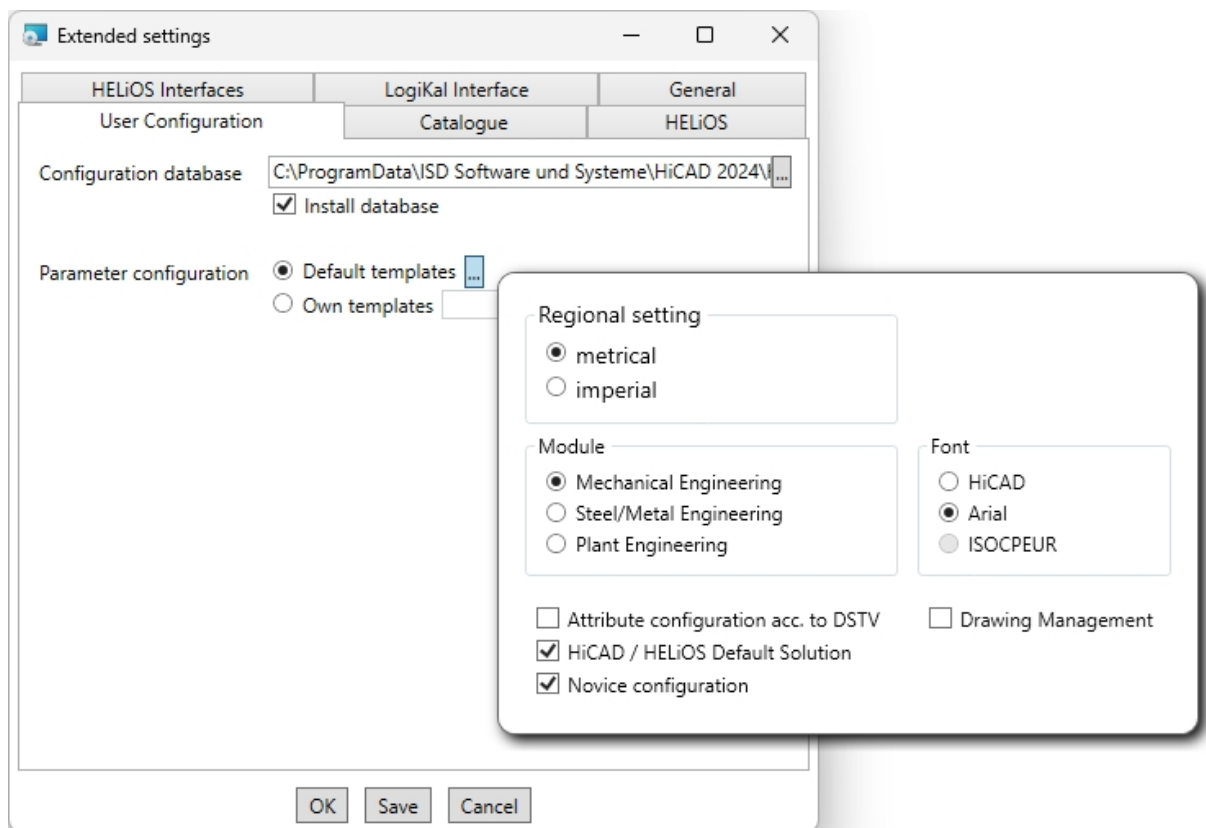 Extended settings
HELiOS Interfaces LogiKal Interface General
User Configuration Catalogue HELiOS
Configuration database C:\ProgramData\ISD Software und Systeme\HiCAD 2024\ ...
Install database
Parameter configuration Default templates ...
Own templates
Regional setting
metrical
imperial
Module Font
Mechanical Engineering HiCAD
Steel/Metal Engineering Arial
Plant Engineering ISOCPEUR
Attribute configuration acc. to DSTV Drawing Management
HiCAD / HELiOS Default Solution
Novice configuration
OK Save Cancel